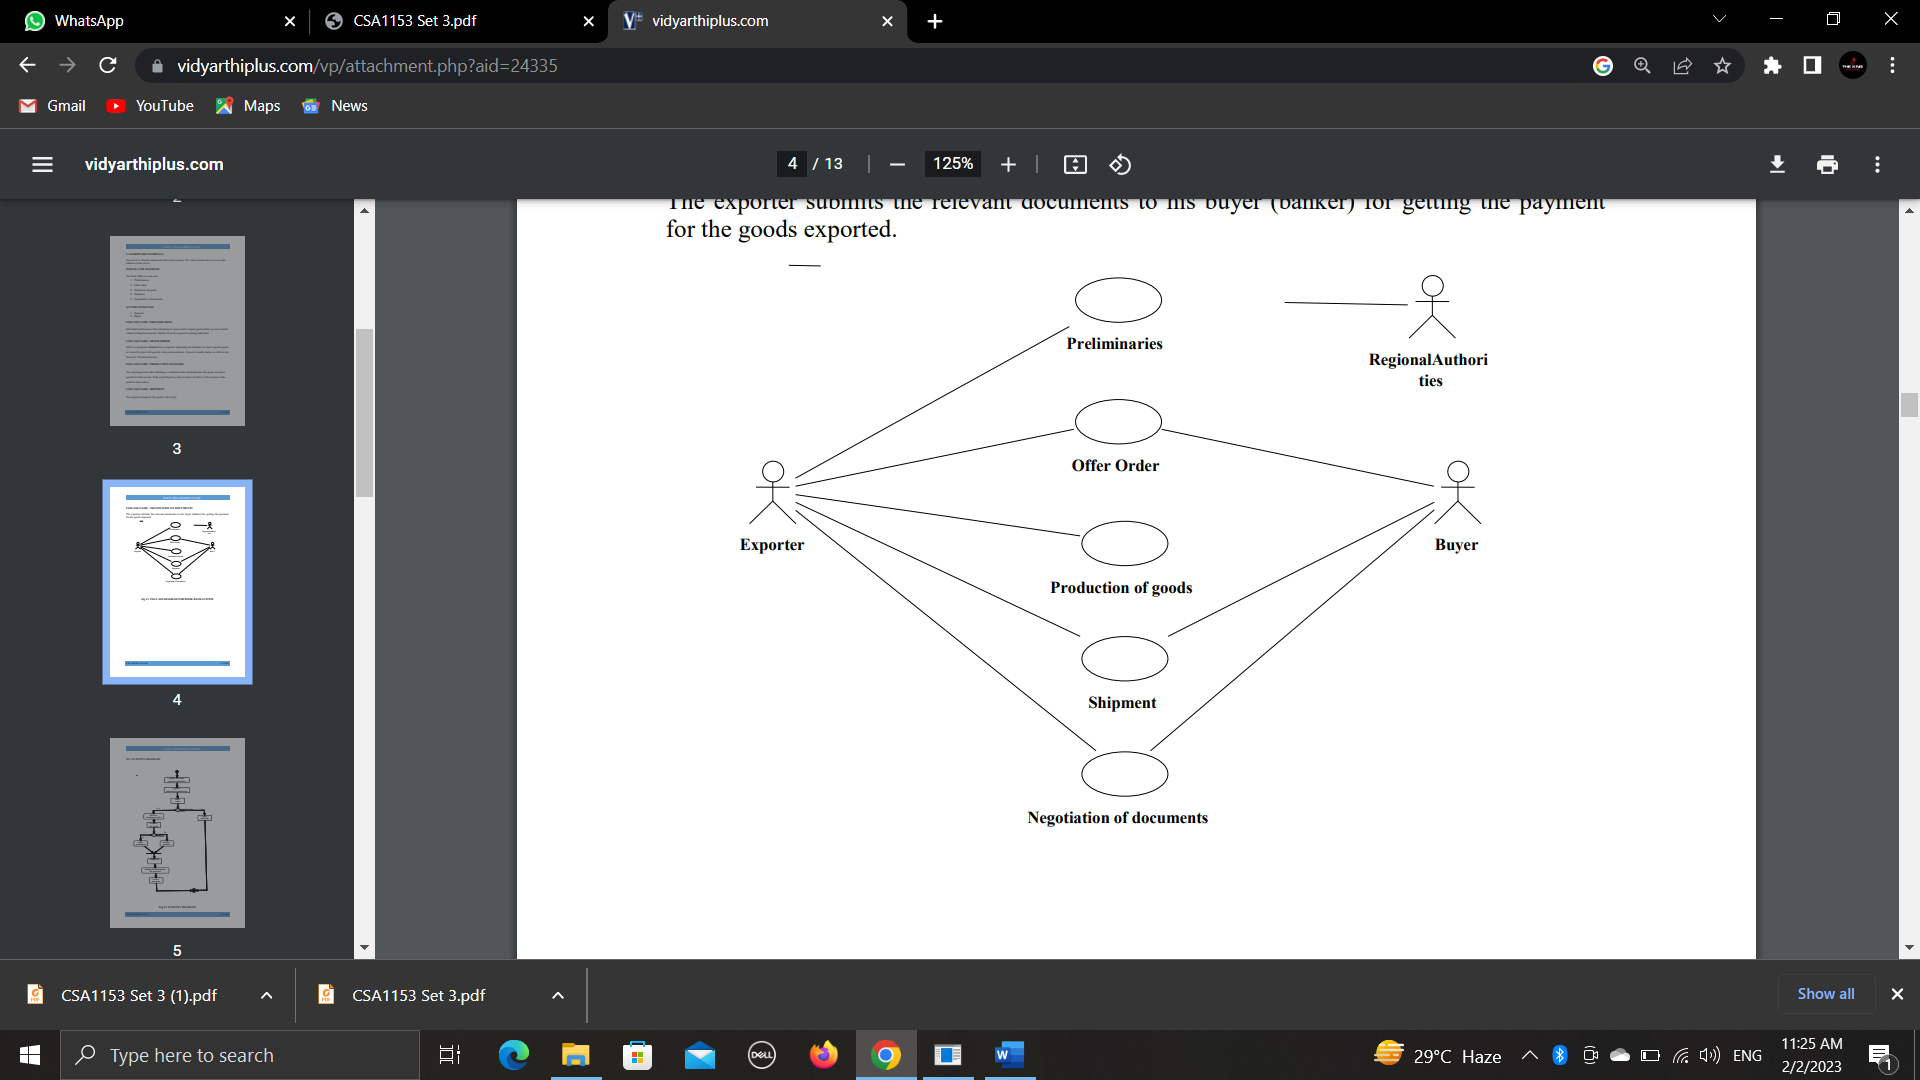 WhatsApp
CSA1153 Set 3.pdf
vidyarthiplus.com
vidyarthiplus.com/vp/attachment.php?aid=24335
Gmail
YouTube
Maps
News
vidyarthiplus.com
4 / 13
125%
3
4
5
The exporter submits the relevant documents to his buyer (banker) for getting the payment
for the goods exported.
Preliminaries
RegionalAuthori
ties
Offer Order
Exporter
Buyer
Production of goods
Shipment
Negotiation of documents
CSA1153 Set 3 (1).pdf
CSA1153 Set 3.pdf
Show all
Type here to search
DELL
29°C Haze
ENG
11:25 AM
2/2/2023
1